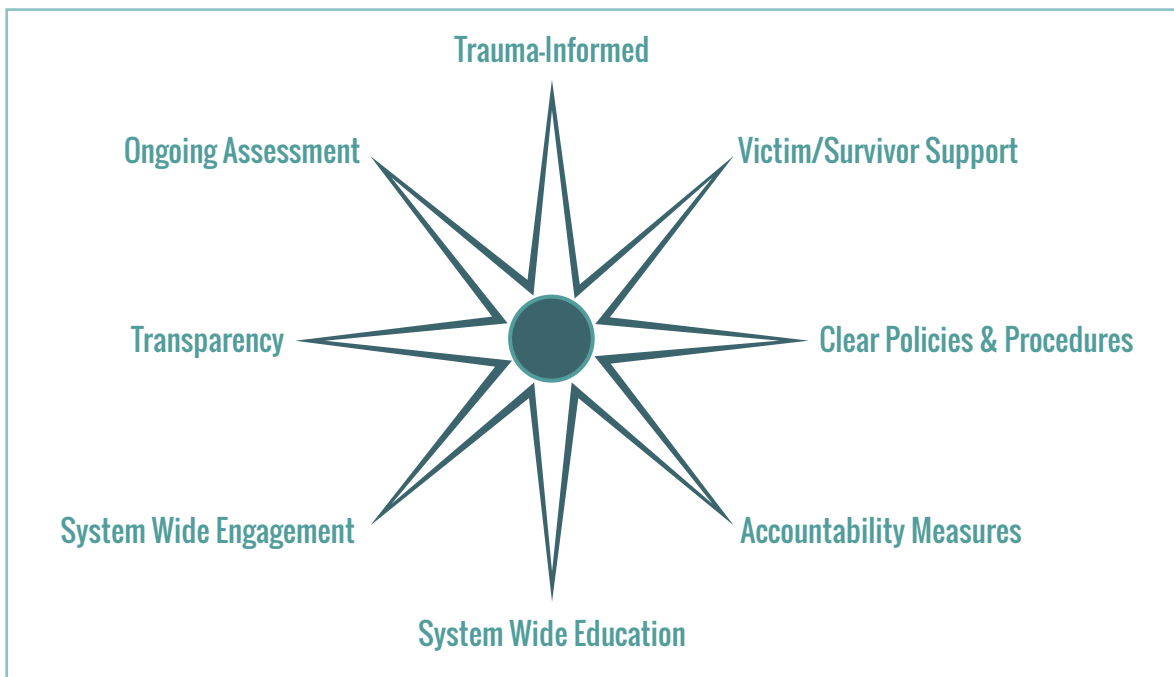 Trauma-Informed
Ongoing Assessment
Victim/Survivor Support
Transparency
Clear Policies & Procedures
System Wide Engagement
Accountability Measures
System Wide Education